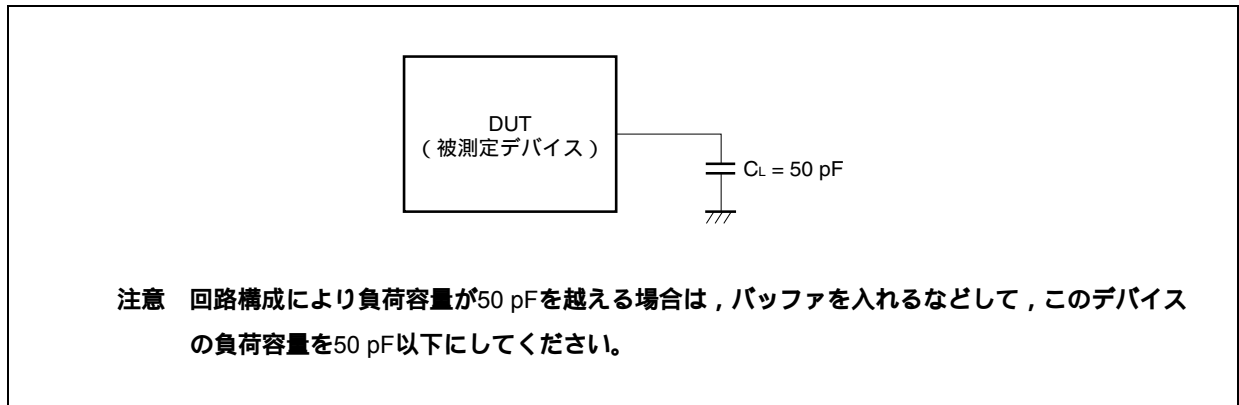 DUT
（被測定デバイス）
CL = 50 pF
注意　回路構成により負荷容量が50 pFを越える場合は，バッファを入れるなどして，このデバイス
の負荷容量を50 pF以下にしてください。